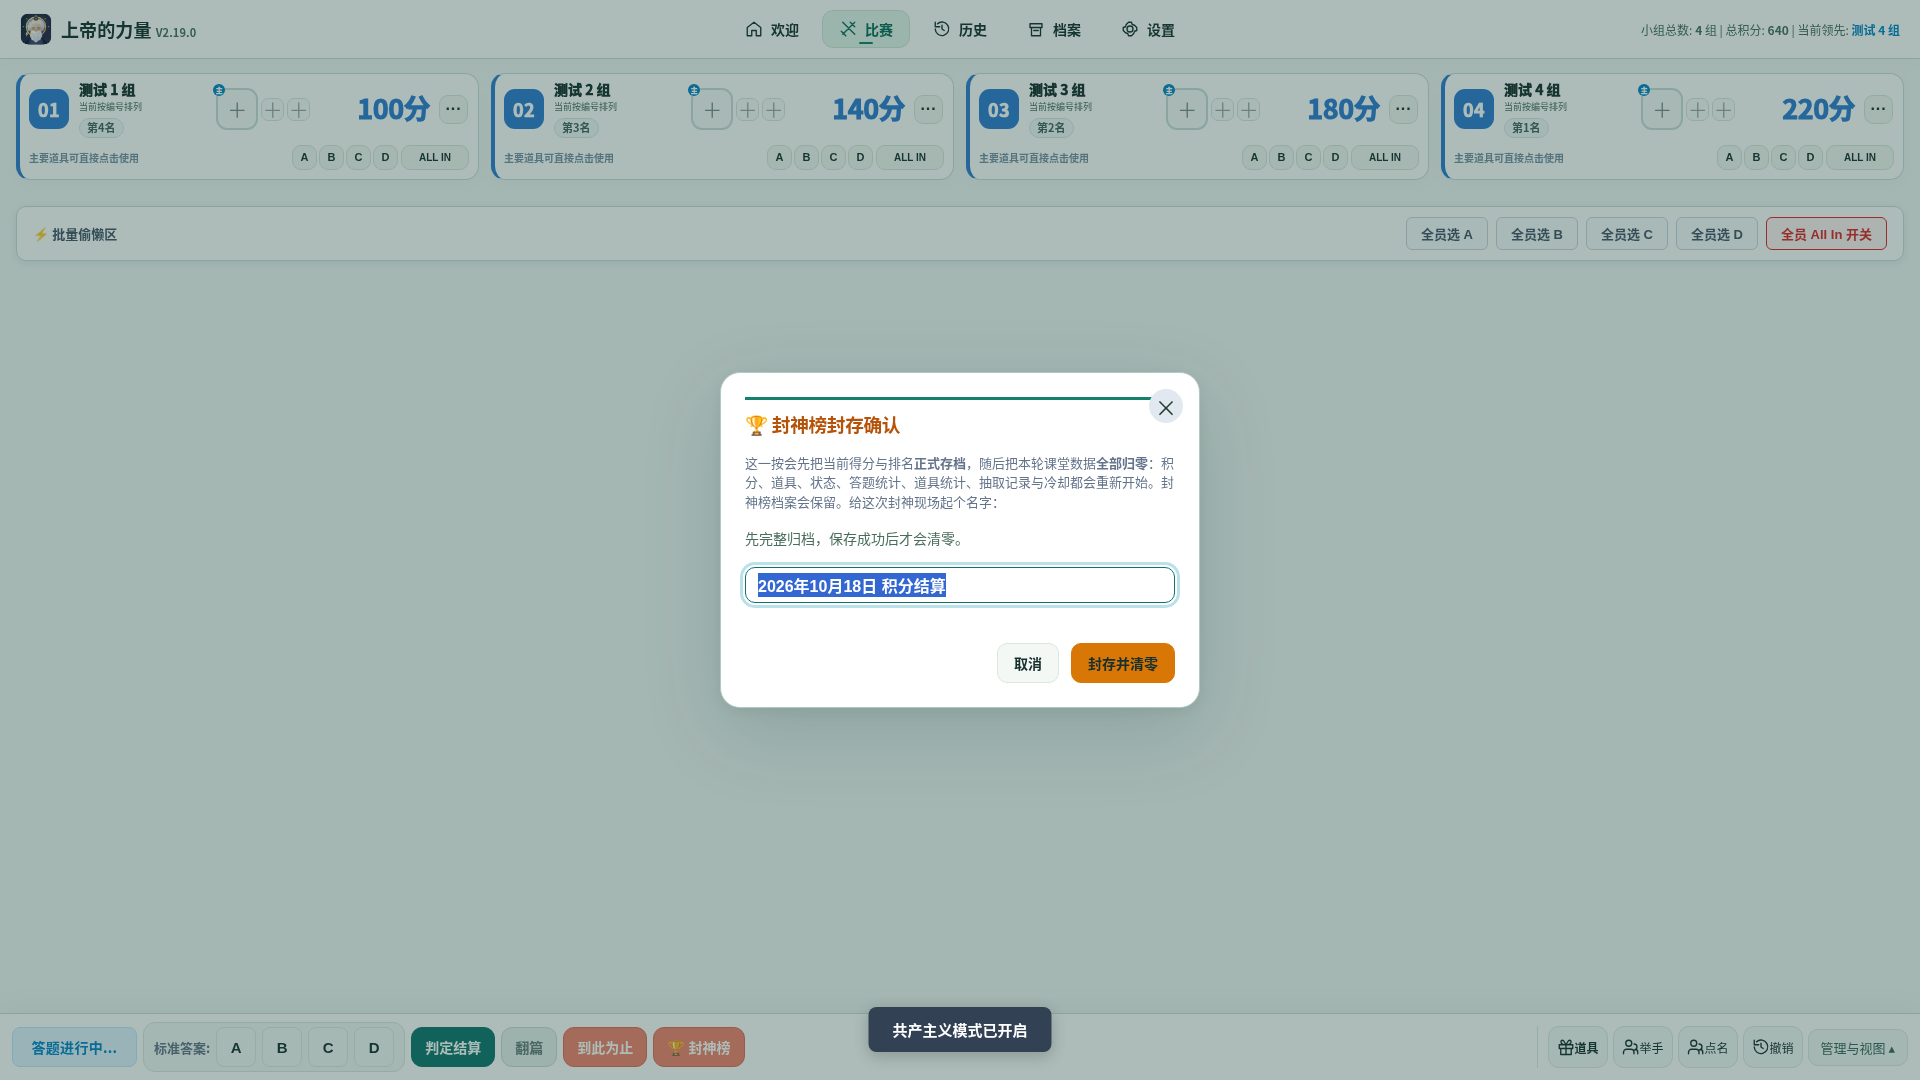 上帝的力量 V2.19.0
欢迎
比赛
历史
档案
设置
小组总数: 4 组 | 总积分: 640 | 当前领先: 测试 4 组
01
测试 1 组
当前按编号排列
第4名
主
100分
主要道具可直接点击使用
A B C D ALL IN
02
测试 2 组
当前按编号排列
第3名
主
140分
主要道具可直接点击使用
A B C D ALL IN
03
测试 3 组
当前按编号排列
第2名
主
180分
主要道具可直接点击使用
A B C D ALL IN
04
测试 4 组
当前按编号排列
第1名
主
220分
主要道具可直接点击使用
A B C D ALL IN
⚡ 批量偷懒区
全员选 A
全员选 B
全员选 C
全员选 D
全员 All In 开关
🏆 封神榜封存确认
这一按会先把当前得分与排名正式存档，随后把本轮课堂数据全部归零：积
分、道具、状态、答题统计、道具统计、抽取记录与冷却都会重新开始。封
神榜档案会保留。给这次封神现场起个名字：
先完整归档，保存成功后才会清零。
2026年10月18日 积分结算
取消
封存并清零
共产主义模式已开启
答题进行中...
标准答案: A B C D
判定结算
翻篇
到此为止
🏆 封神榜
道具
举手
点名
撤销
管理与视图 ▴